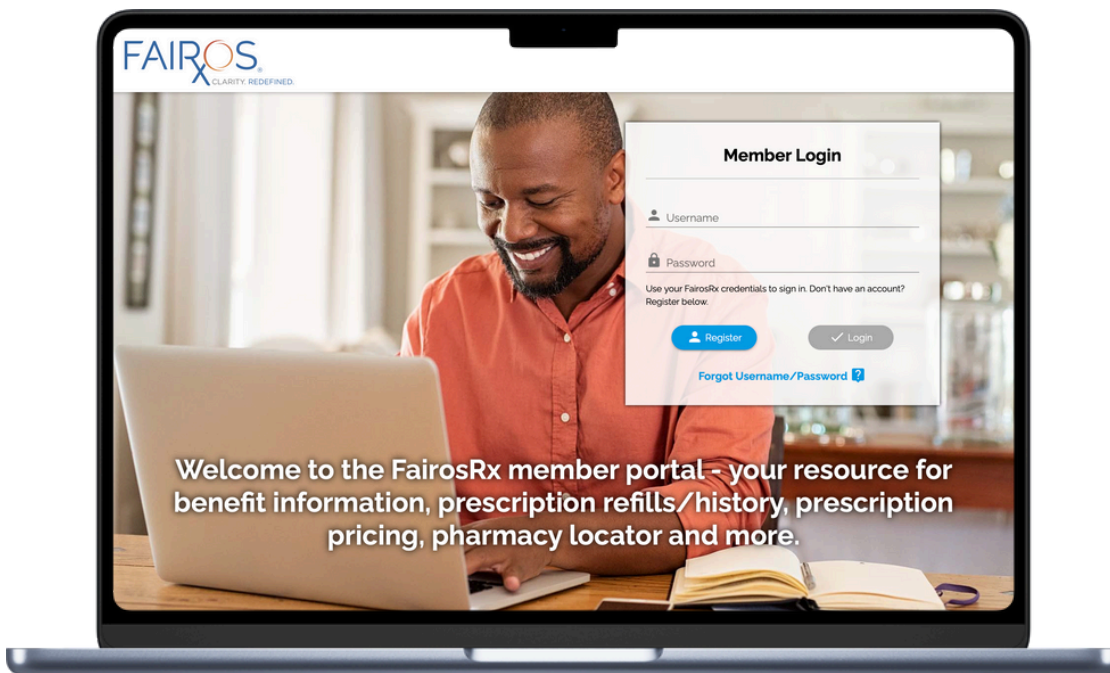 FAIROS®
Rx CLARITY. REDEFINED.
Member Login
Username
Password
Use your FairosRx credentials to sign in. Don't have an account?
Register below.
Register
Login
Forgot Username/Password ?
Welcome to the FairosRx member portal - your resource for
benefit information, prescription refills/history, prescription
pricing, pharmacy locator and more.